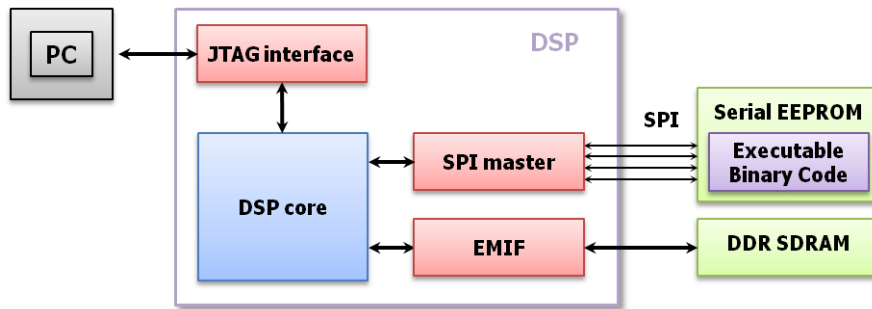 PC
JTAG interface
DSP
DSP core
SPI master
SPI
Serial EEPROM
Executable
Binary Code
EMIF
DDR SDRAM